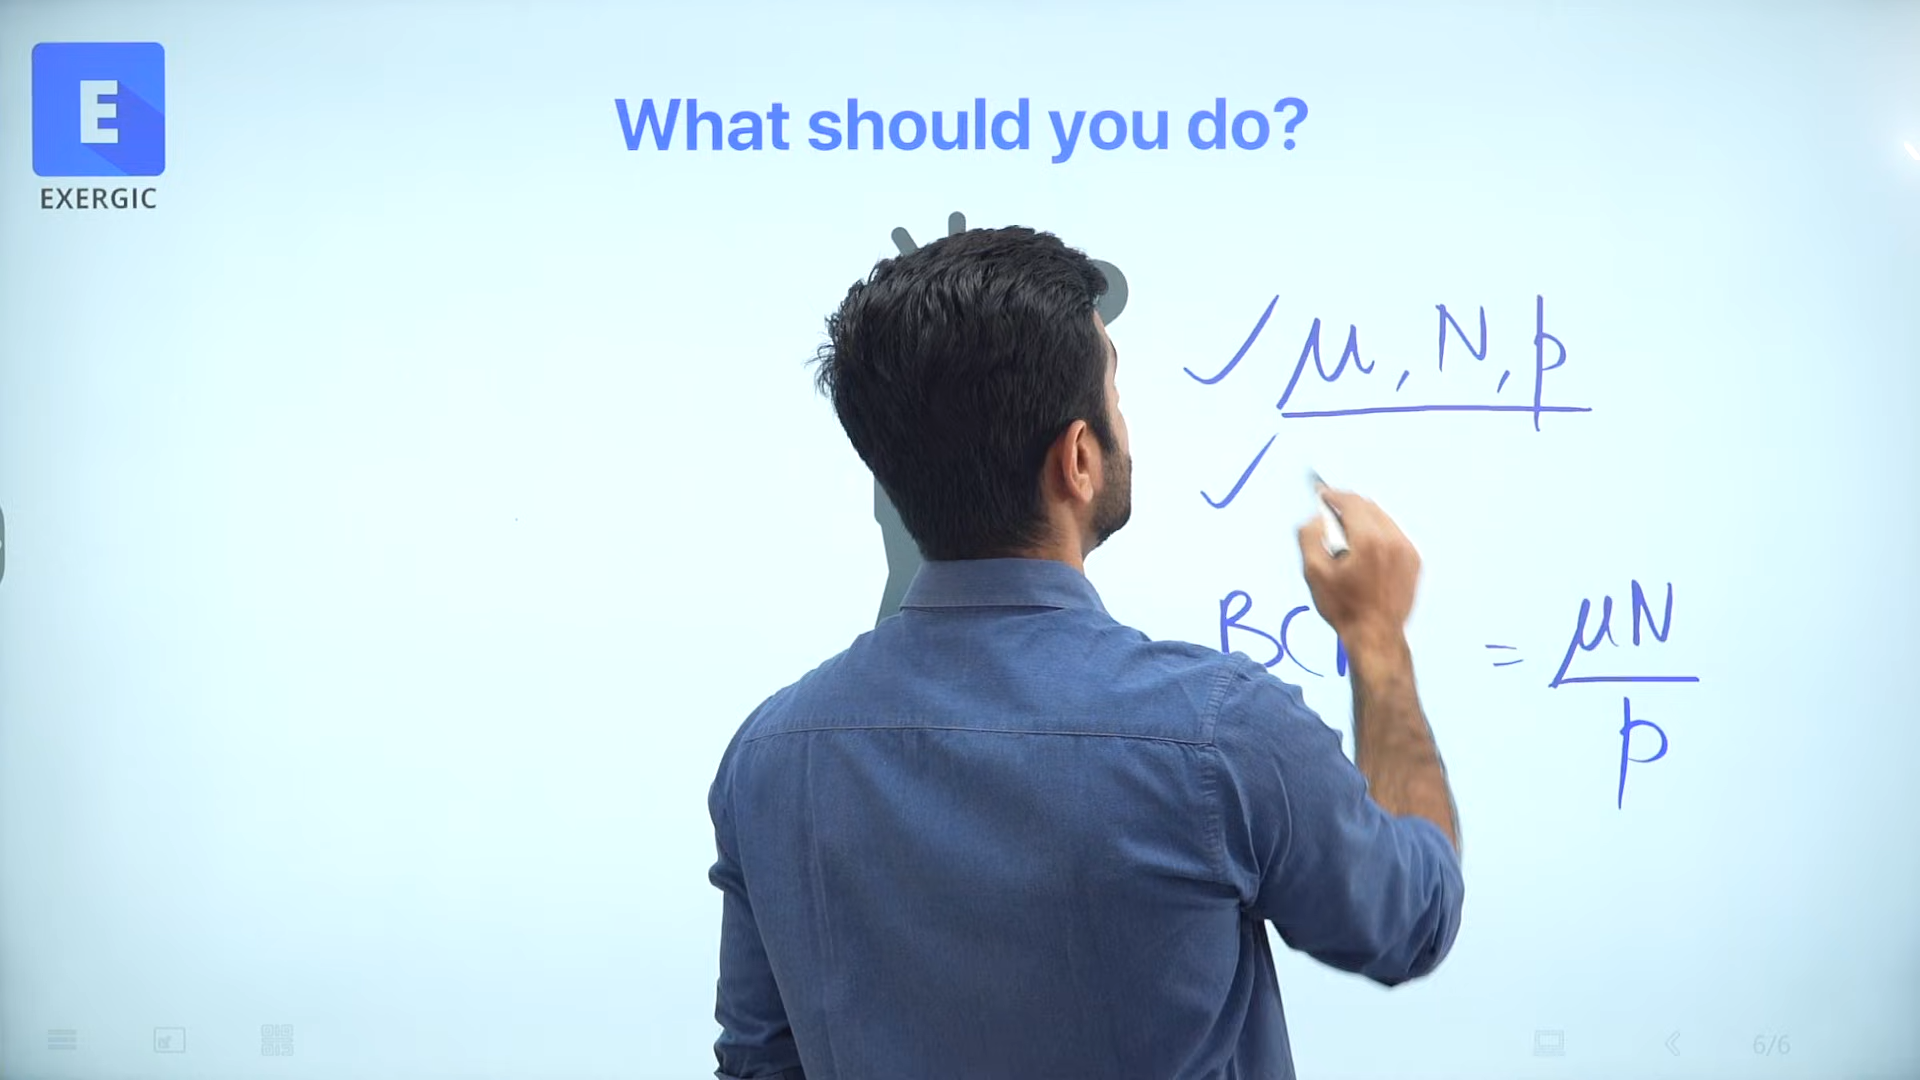 E
EXERGIC
What should you do?
✓ μ, N, p
✓
= μN
p
6/6